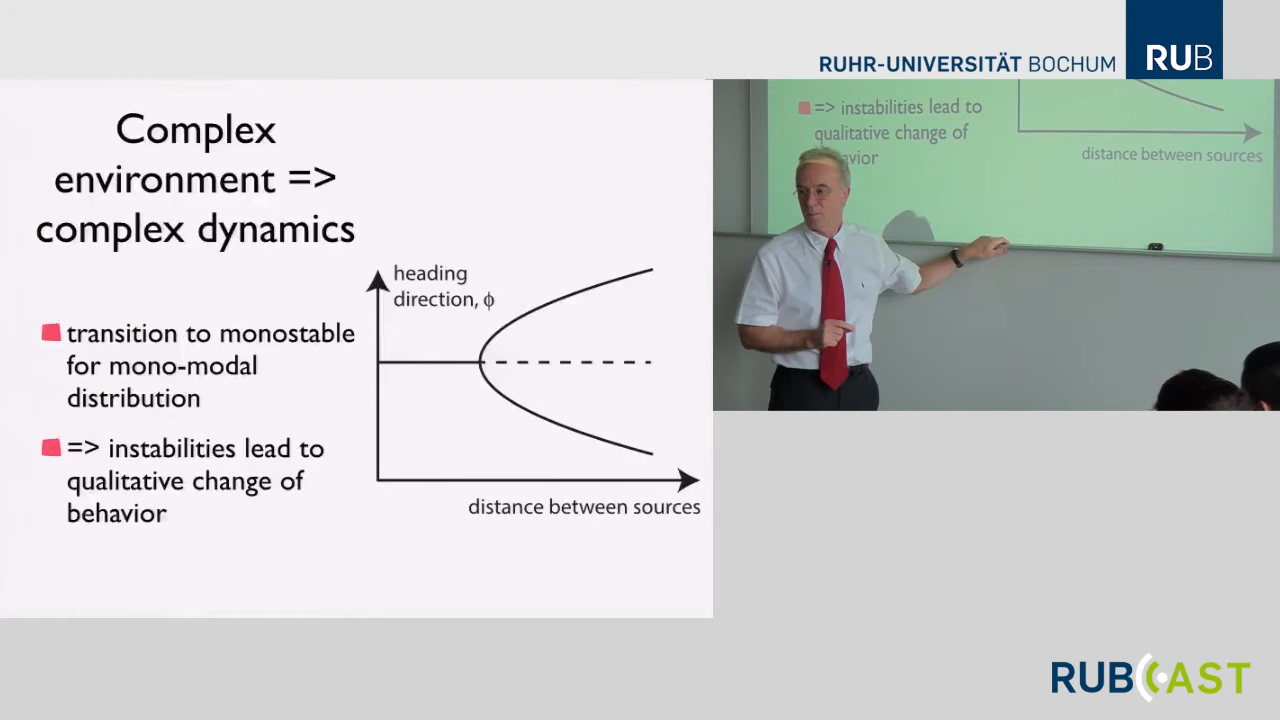 RUHR-UNIVERSITÄT BOCHUM
RUB
Complex
environment =>
complex dynamics
transition to monostable
for mono-modal
distribution
=> instabilities lead to
qualitative change of
behavior
heading
direction, ϕ
distance between sources
=> instabilities lead to
qualitative change of
distance between sources
RUBCAST